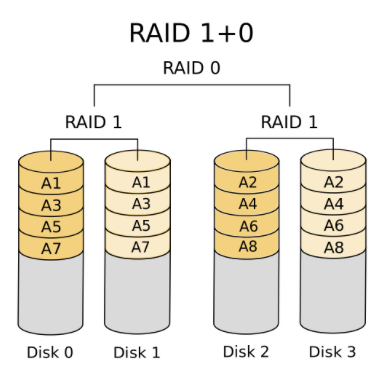 RAID 1+0
RAID 0
RAID 1 RAID 1
A1 A1 A2 A2
A3 A3 A4 A4
A5 A5 A6 A6
A7 A7 A8 A8
Disk 0 Disk 1 Disk 2 Disk 3